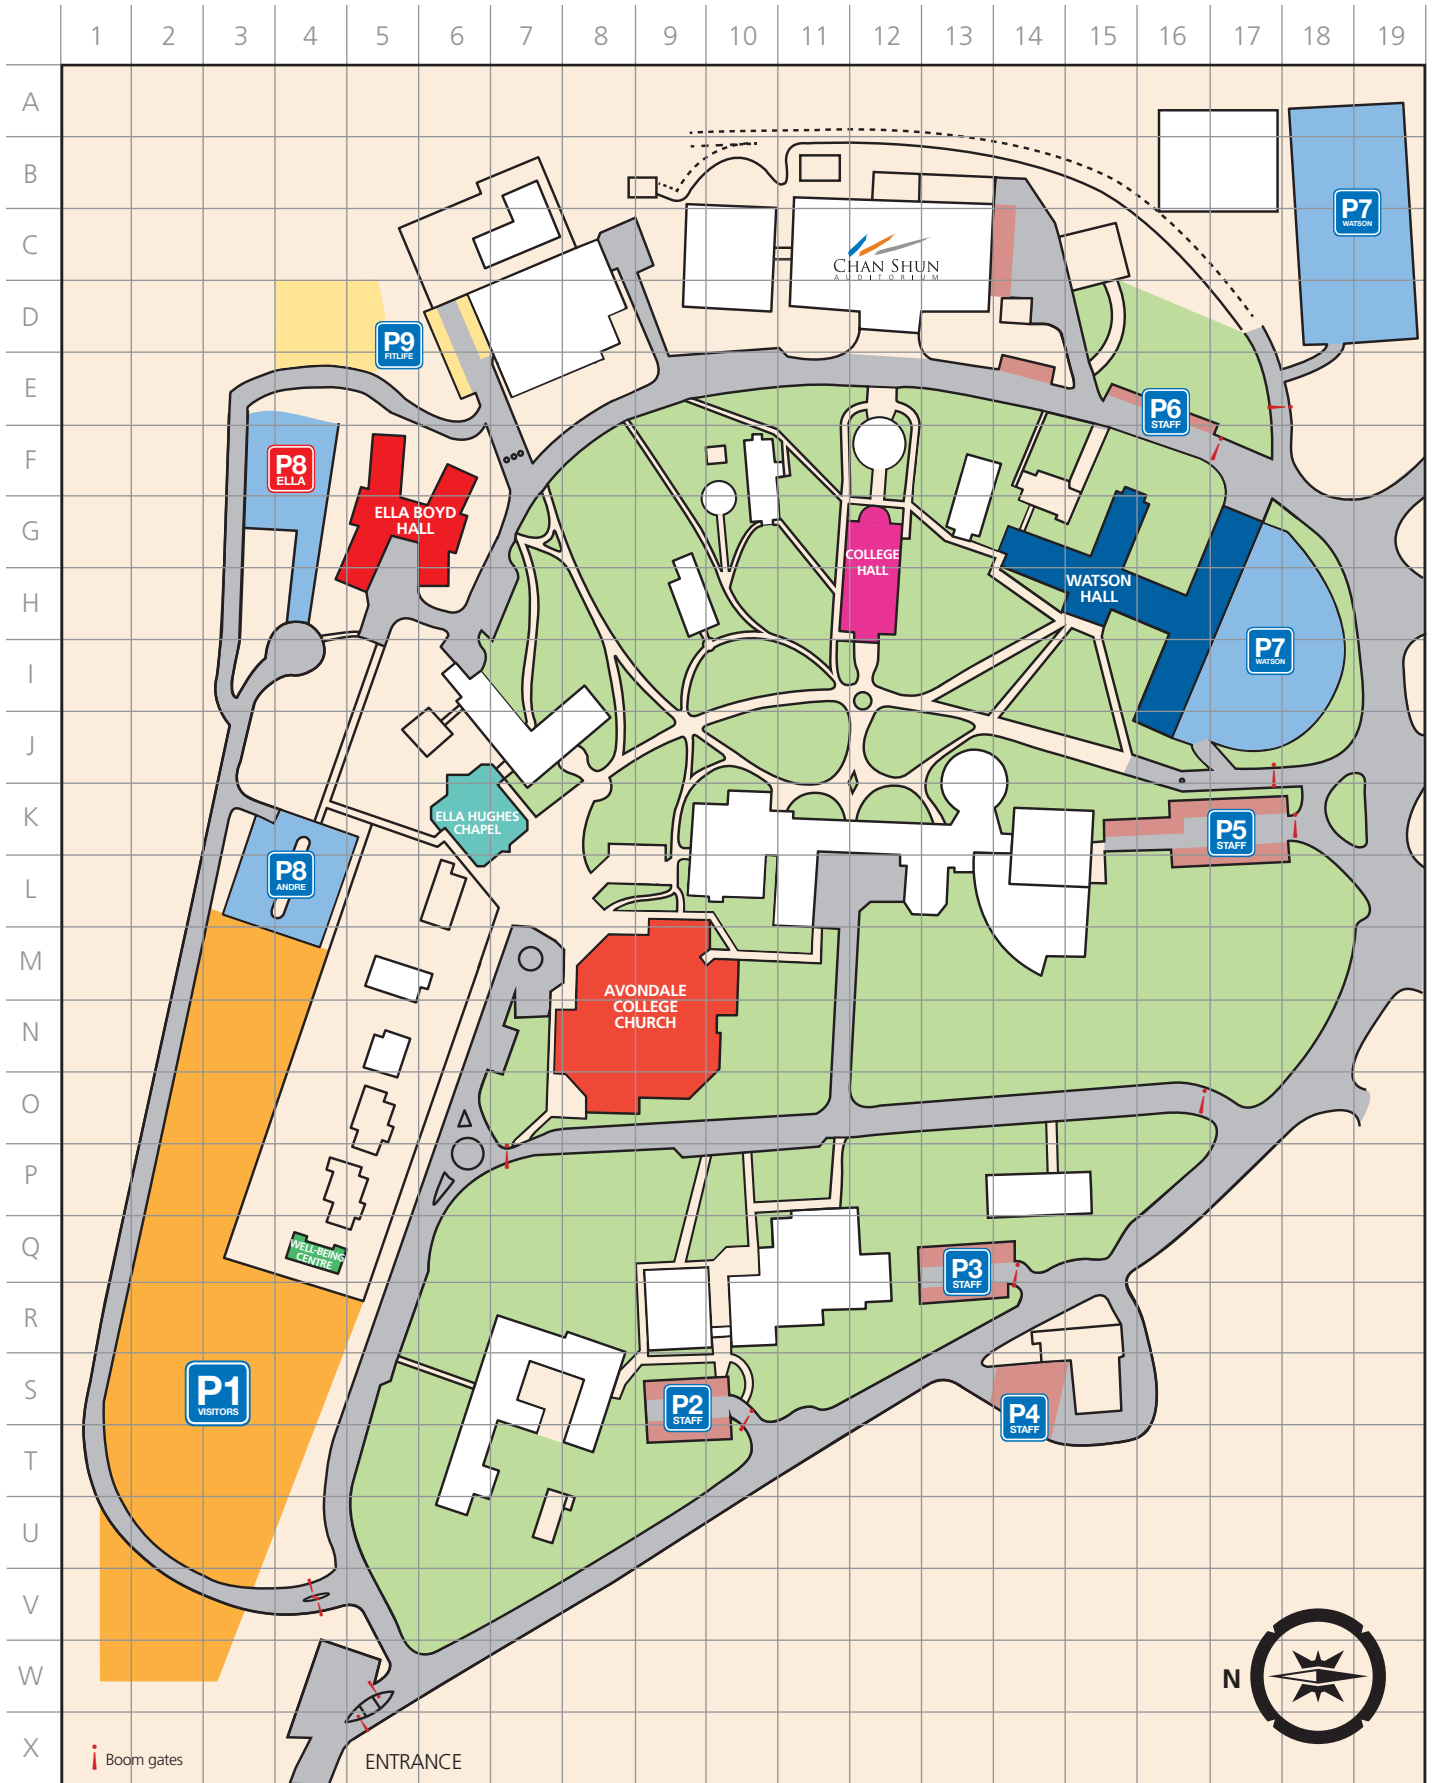 1 2 3 4 5 6 7 8 9 10 11 12 13 14 15 16 17 18 19
A
B
P7
WATSON
C
CHAN SHUN
AUDITORIUM
D
P9
FITLIFE
E
P6
STAFF
F
P8
ELLA
G
ELLA BOYD
HALL
COLLEGE
HALL
H
WATSON
HALL
I
P7
WATSON
J
K
ELLA HUGHES
CHAPEL
P5
STAFF
L
P8
ANDRE
M
AVONDALE
COLLEGE
CHURCH
N
O
P
Q
WELL-BEING
CENTRE
P3
STAFF
R
S
P1
VISITORS
P2
STAFF
P4
STAFF
T
U
V
W
N
X
Boom gates
ENTRANCE